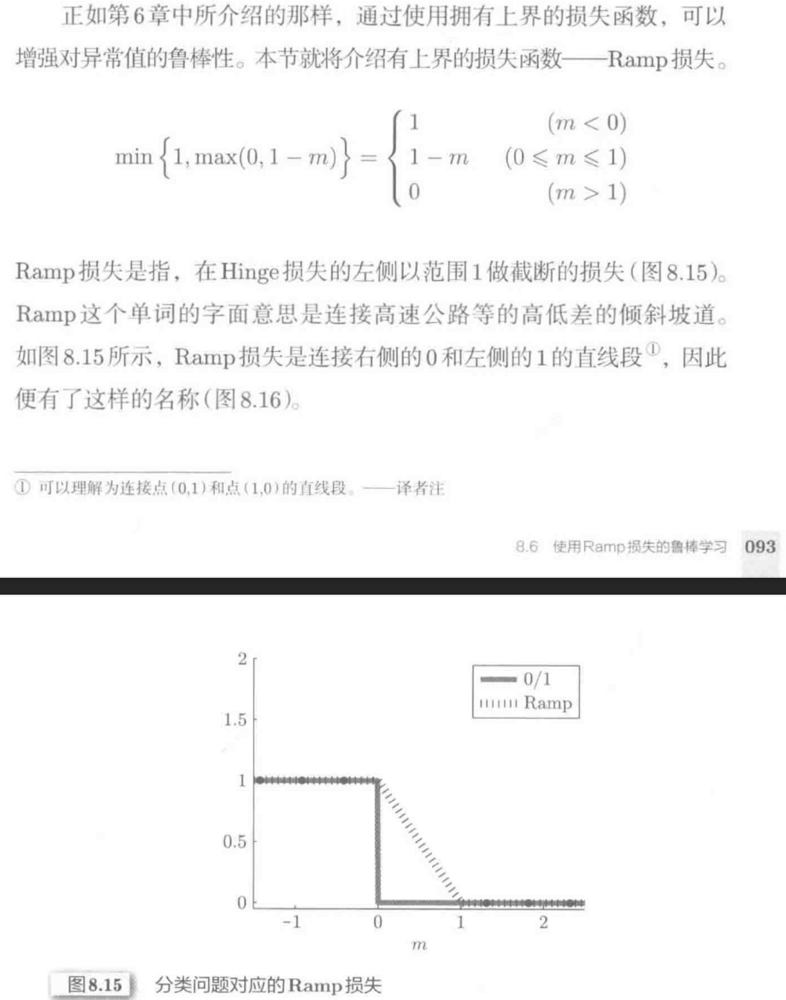 正如第6章中所介绍的那样，通过使用拥有上界的损失函数，可以
增强对异常值的鲁棒性。本节就将介绍有上界的损失函数——Ramp损失。
min{1, max(0, 1 − m)} = { 1 (m < 0)
1 − m (0 ⩽ m ⩽ 1)
0 (m > 1)
Ramp损失是指，在Hinge损失的左侧以范围1做截断的损失(图8.15)。
Ramp这个单词的字面意思是连接高速公路等的高低差的倾斜坡道。
如图8.15所示，Ramp损失是连接右侧的0和左侧的1的直线段①，因此
便有了这样的名称(图8.16)。
① 可以理解为连接点(0,1)和点(1,0)的直线段。——译者注
8.6 使用Ramp损失的鲁棒学习 093
2
0/1
Ramp
1.5
1
0.5
0
-1 0 1 2
m
图8.15 分类问题对应的Ramp损失